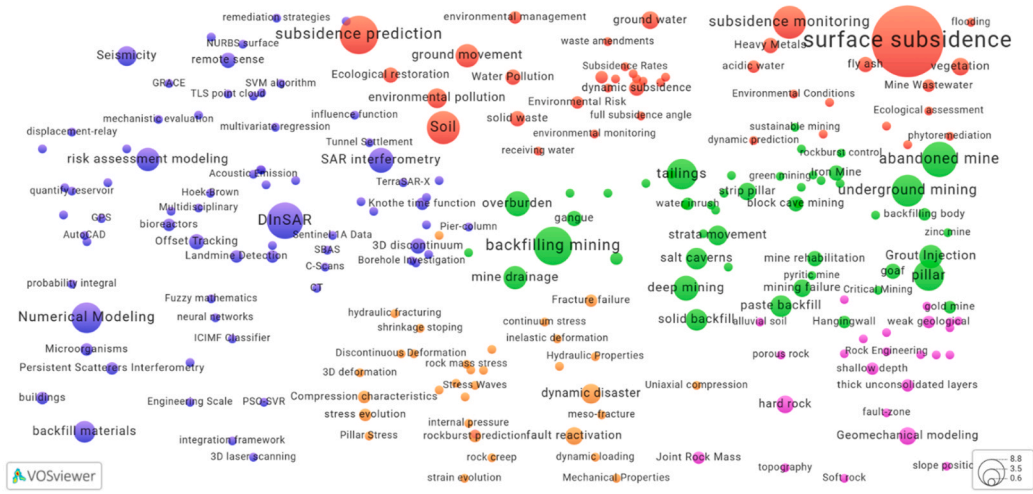 remediation strategies
environmental management
ground water
subsidence monitoring
flooding
subsidence prediction
surface subsidence
NURBS surface
waste amendments
Heavy Metals
Seismicity
remote sense
ground movement
Subsidence Rates
acidic water
fly ash
vegetation
GRACE
SVM algorithm
Ecological restoration
Water Pollution
dynamic subsidence
Mine Wastewater
TLS point cloud
environmental pollution
Environmental Risk
Environmental Conditions
mechanistic evaluation
influence function
solid waste
full subsidence angle
Ecological assessment
displacement-relay
multivariate regression
Soil
environmental monitoring
sustainable mining
phytoremediation
Tunnel Settlement
receiving water
dynamic prediction
rockburst control
risk assessment modeling
SAR interferometry
abandoned mine
Acoustic Emission
tailings
green mining
Iron Mine
quantify reservoir
Hoek-Brown
TerraSAR-X
strip pillar
underground mining
Multidisciplinary
Knothe time function
overburden
water inrush
block cave mining
GPS
bioreactors
DInSAR
gangue
backfilling body
AutoCAD
Offset Tracking
Sentinel-1A Data
Pier-column
strata movement
zinc mine
SBAS
3D discontinuum
backfilling mining
Landmine Detection
Borehole Investigation
salt caverns
mine rehabilitation
Grout Injection
C-Scans
mine drainage
pyritic mine
goaf
pillar
probability integral
CT
deep mining
mining failure
Critical Mining
Fuzzy mathematics
Fracture failure
paste backfill
gold mine
Numerical Modeling
neural networks
hydraulic fracturing
continuum stress
solid backfill
alluvial soil
Hangingwall
weak geological
shrinkage stoping
ICIMF Classifier
inelastic deformation
Microorganisms
Discontinuous Deformation
Hydraulic Properties
porous rock
Rock Engineering
Persistent Scatterers Interferometry
rock mass stress
shallow depth
3D deformation
Stress Waves
Uniaxial compression
thick unconsolidated layers
buildings
Engineering Scale
PSO-SVR
Compression characteristics
dynamic disaster
hard rock
stress evolution
meso-fracture
fault-zone
internal pressure
backfill materials
Pillar Stress
rockburst prediction
fault reactivation
Geomechanical modeling
integration framework
3D laser scanning
rock creep
dynamic loading
Joint Rock Mass
topography
slope positic
strain evolution
Mechanical Properties
Soft rock
VOSviewer
8.8
3.5
0.6